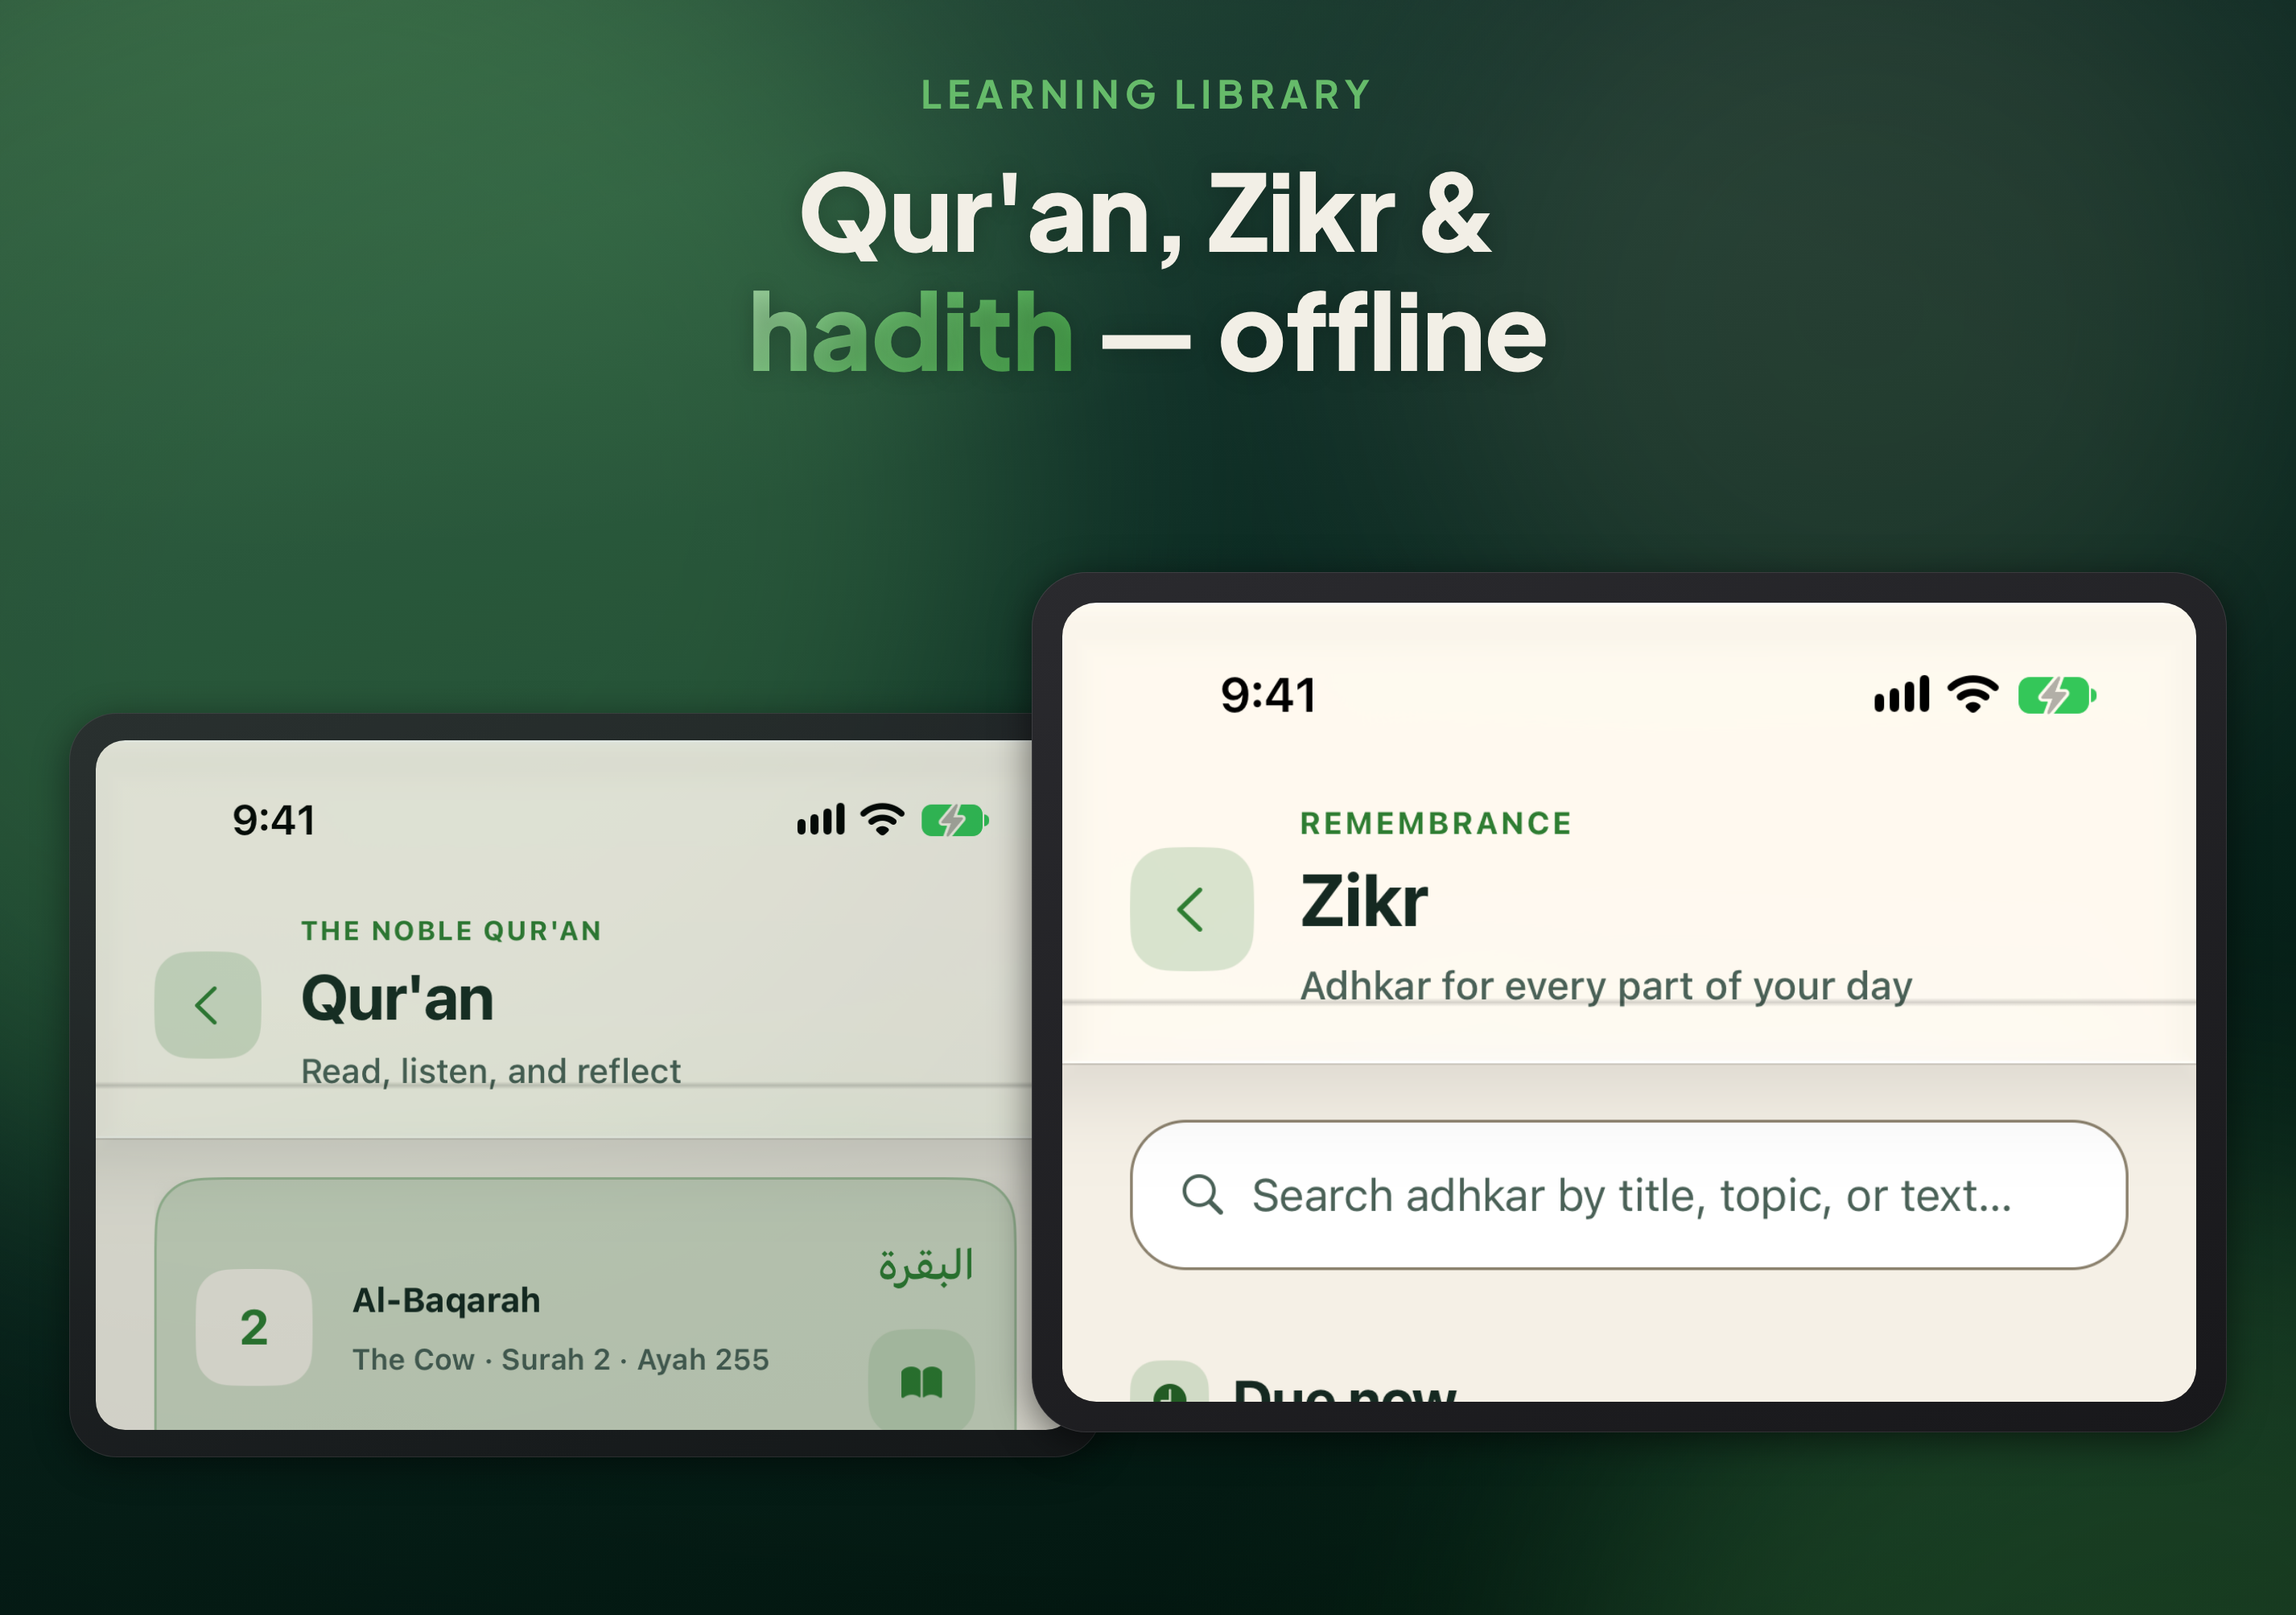 LEARNING LIBRARY
Qur'an, Zikr &
hadith — offline
9:41
THE NOBLE QUR'AN
Qur'an
Read, listen, and reflect
2
Al-Baqarah
The Cow · Surah 2 · Ayah 255
البقرة
9:41
REMEMBRANCE
Zikr
Adhkar for every part of your day
Search adhkar by title, topic, or text...
Due now